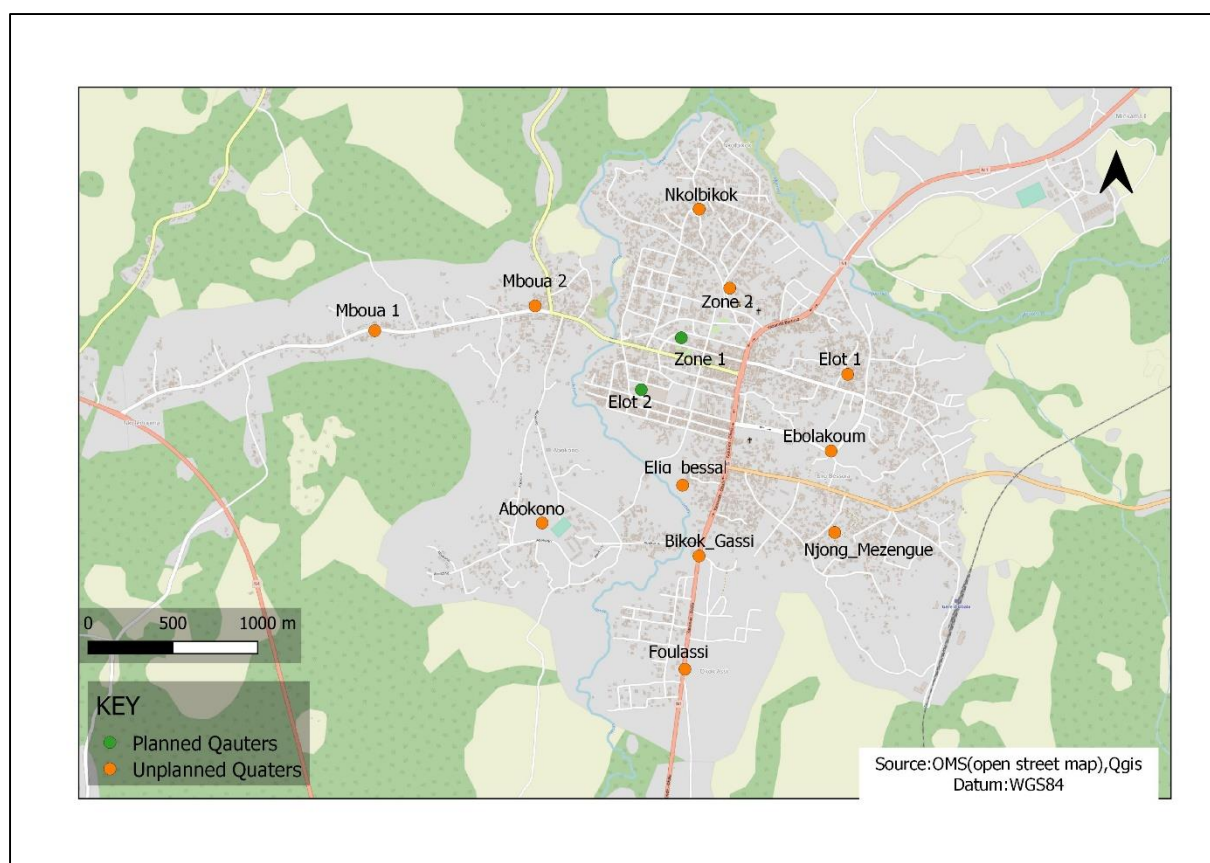 Nkolbikok
Mboua 2
Zone 2
Mboua 1
Zone 1
Elot 1
Elot 2
Ebolakoum
Elig_bessal
Abokono
Bikok_Gassi
Njong_Mezengue
Foulassi
0 500 1000 m
KEY
Planned Qauters
Unplanned Quaters
Source:OMS(open street map),Qgis
Datum:WGS84